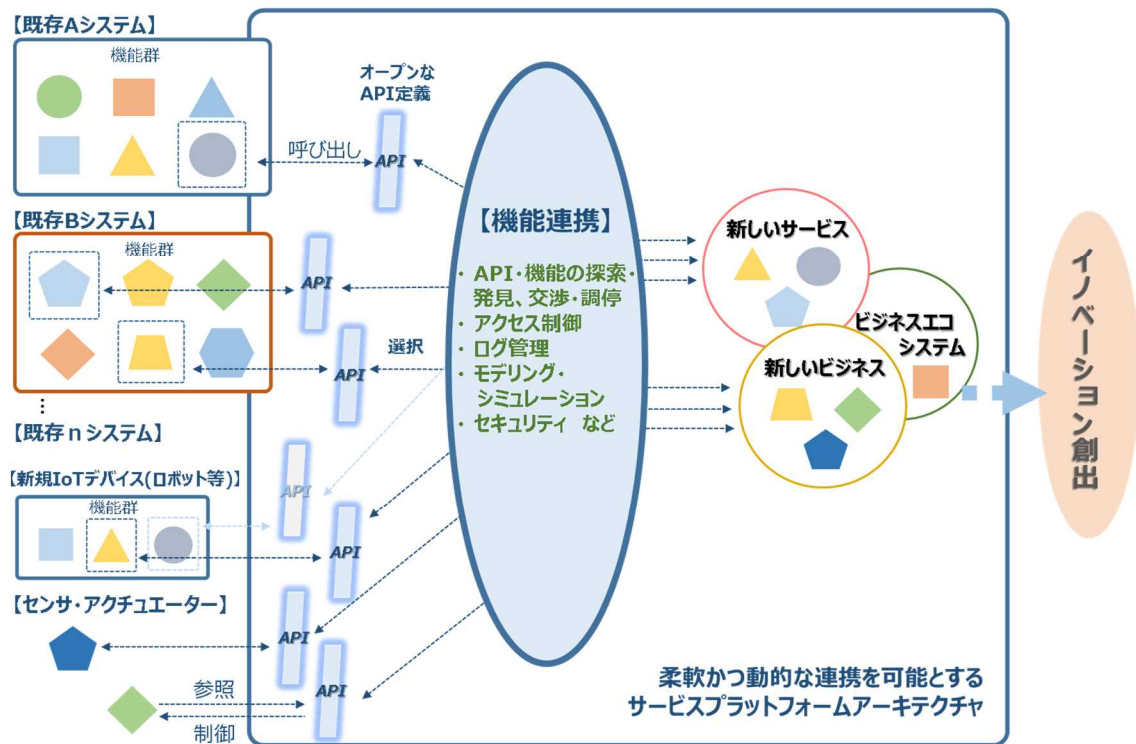 【既存Aシステム】
機能群
【既存Bシステム】
機能群
…
【既存nシステム】
【新規IoTデバイス(ロボット等)】
機能群
【センサ・アクチュエーター】
参照
制御
オープンな
API定義
呼び出し
API
API
選択
API
API
API
API
API
【機能連携】
・ API・機能の探索・
発見、交渉・調停
・ アクセス制御
・ ログ管理
・ モデリング・
シミュレーション
・ セキュリティ など
新しいサービス
ビジネスエコ
システム
新しいビジネス
イノベーション創出
柔軟かつ動的な連携を可能とする
サービスプラットフォームアーキテクチャ